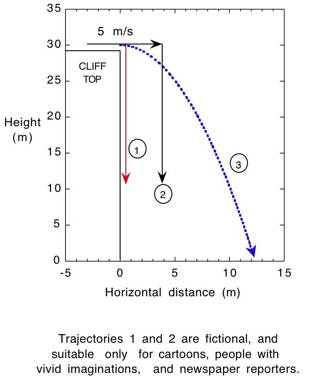 35
5 m/s
30
CLIFF
TOP
25
Height
(m)
20
15
1
2
3
10
5
0
-5 0 5 10 15
Horizontal distance (m)
Trajectories 1 and 2 are fictional, and
suitable only for cartoons, people with
vivid imaginations, and newspaper reporters.